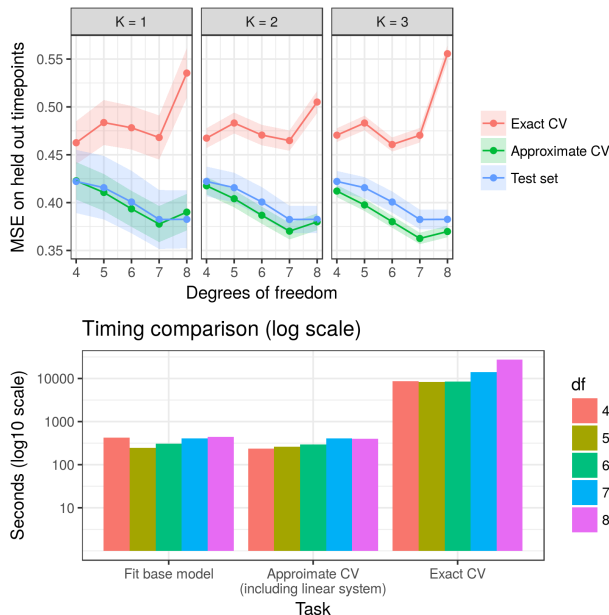 K = 1
K = 2
K = 3
MSE on held out timepoints
0.55
0.50
0.45
0.40
0.35
4 5 6 7 8
4 5 6 7 8
4 5 6 7 8
Degrees of freedom
Exact CV
Approximate CV
Test set
Timing comparison (log scale)
Seconds (log10 scale)
10000
1000
100
10
Fit base model
Approimate CV
(including linear system)
Exact CV
Task
df
4
5
6
7
8